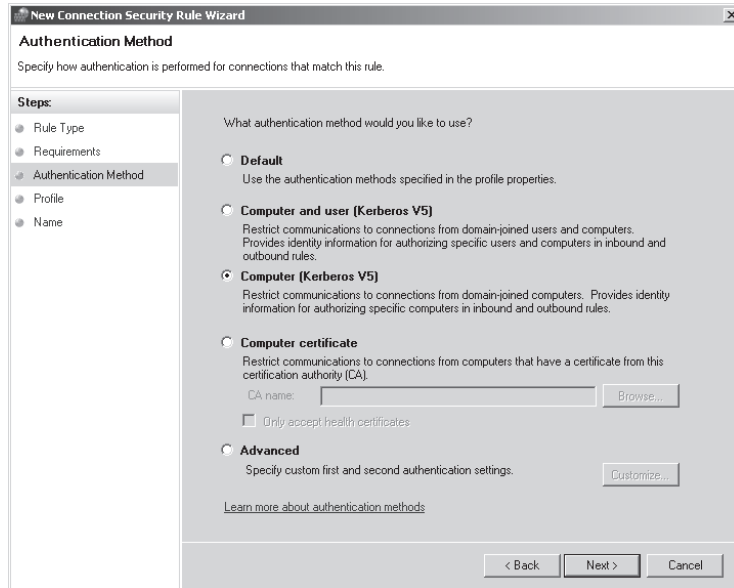 New Connection Security Rule Wizard
Authentication Method
Specify how authentication is performed for connections that match this rule.
Steps:
Rule Type
Requirements
Authentication Method
Profile
Name
What authentication method would you like to use?
Default
Use the authentication methods specified in the profile properties.
Computer and user (Kerberos V5)
Restrict communications to connections from domain-joined users and computers.
Provides identity information for authorizing specific users and computers in inbound and
outbound rules.
Computer (Kerberos V5)
Restrict communications to connections from domain-joined computers. Provides identity
information for authorizing specific computers in inbound and outbound rules.
Computer certificate
Restrict communications to connections from computers that have a certificate from this
certification authority (CA).
CA name:
Browse...
Only accept health certificates
Advanced
Specify custom first and second authentication settings.
Customize...
Learn more about authentication methods
< Back
Next >
Cancel